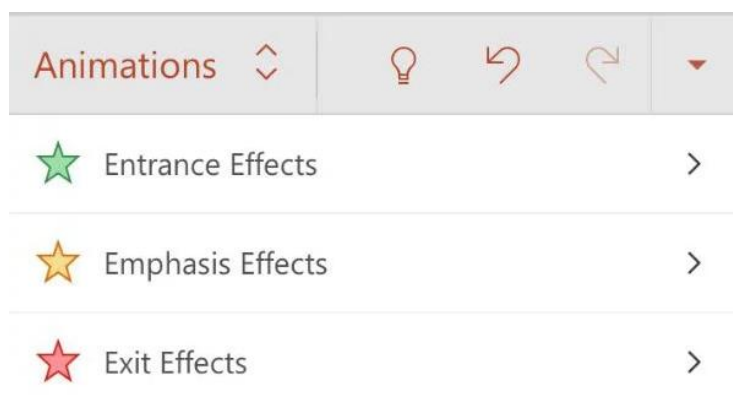 Animations
Entrance Effects
Emphasis Effects
Exit Effects